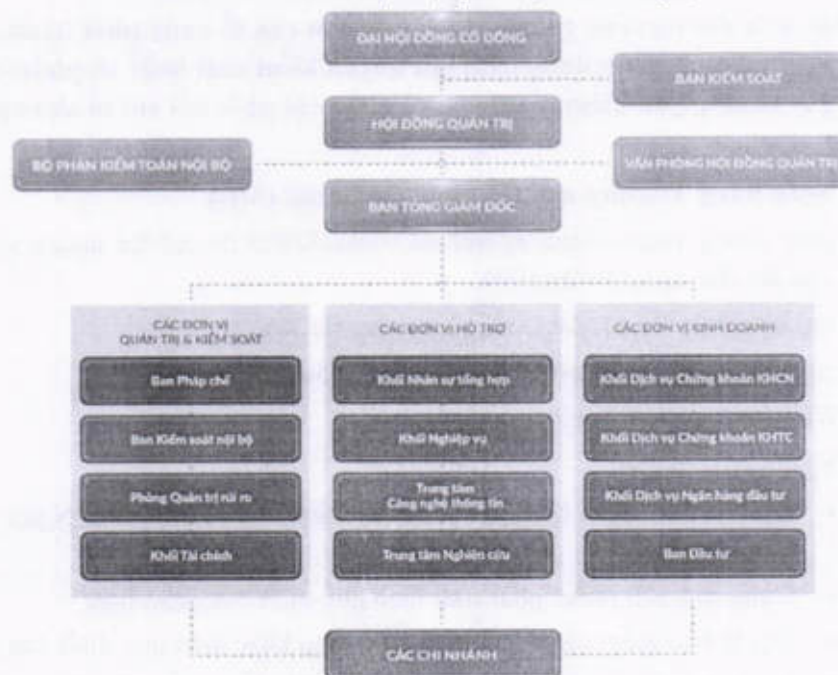 ĐẠI HỘI ĐỒNG CỔ ĐÔNG
BAN KIỂM SOÁT
HỘI ĐỒNG QUẢN TRỊ
BỘ PHẬN KIỂM TOÁN NỘI BỘ
VĂN PHÒNG HỘI ĐỒNG QUẢN TRỊ
BAN TỔNG GIÁM ĐỐC
CÁC ĐƠN VỊ
QUẢN TRỊ & KIỂM SOÁT
Ban Pháp chế
Ban Kiểm soát nội bộ
Phòng Quản trị rủi ro
Khối Tài chính
CÁC ĐƠN VỊ HỖ TRỢ
Khối Nhân sự tổng hợp
Khối Nghiệp vụ
Trung tâm
Công nghệ thông tin
Trung tâm Nghiên cứu
CÁC ĐƠN VỊ KINH DOANH
Khối Dịch vụ Chứng khoán KHCN
Khối Dịch vụ Chứng khoán KHTC
Khối Dịch vụ Ngân hàng đầu tư
Ban Đầu tư
CÁC CHI NHÁNH